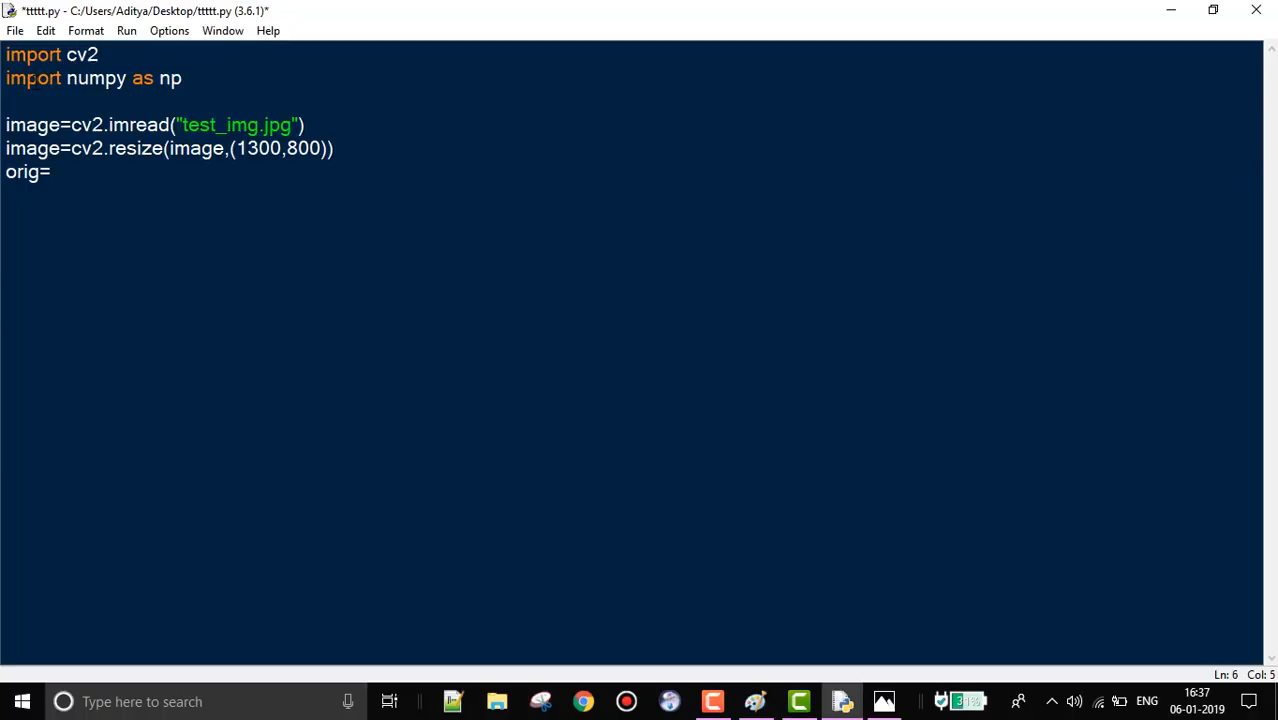 *ttttt.py - C:/Users/Aditya/Desktop/ttttt.py (3.6.1)*
File Edit Format Run Options Window Help
import cv2
import numpy as np
image=cv2.imread("test_img.jpg")
image=cv2.resize(image,(1300,800))
orig=
Ln: 6 Col: 5
Type here to search
ENG
16:37
06-01-2019